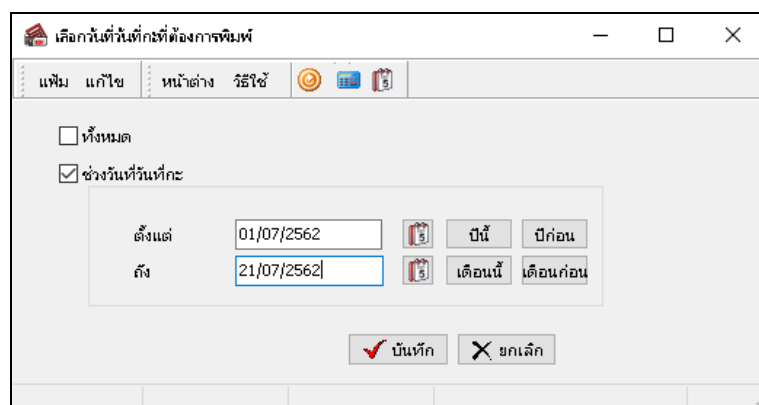 เลือกวันที่วันที่กะที่ต้องการพิมพ์
แฟ้ม แก้ไข หน้าต่าง วิธีใช้ 5
ทั้งหมด
ช่วงวันที่วันที่กะ
ตั้งแต่ 01/07/2562 5 ปีนี้ ปีก่อน
ถึง 21/07/2562 5 เดือนนี้ เดือนก่อน
บันทึก ยกเลิก